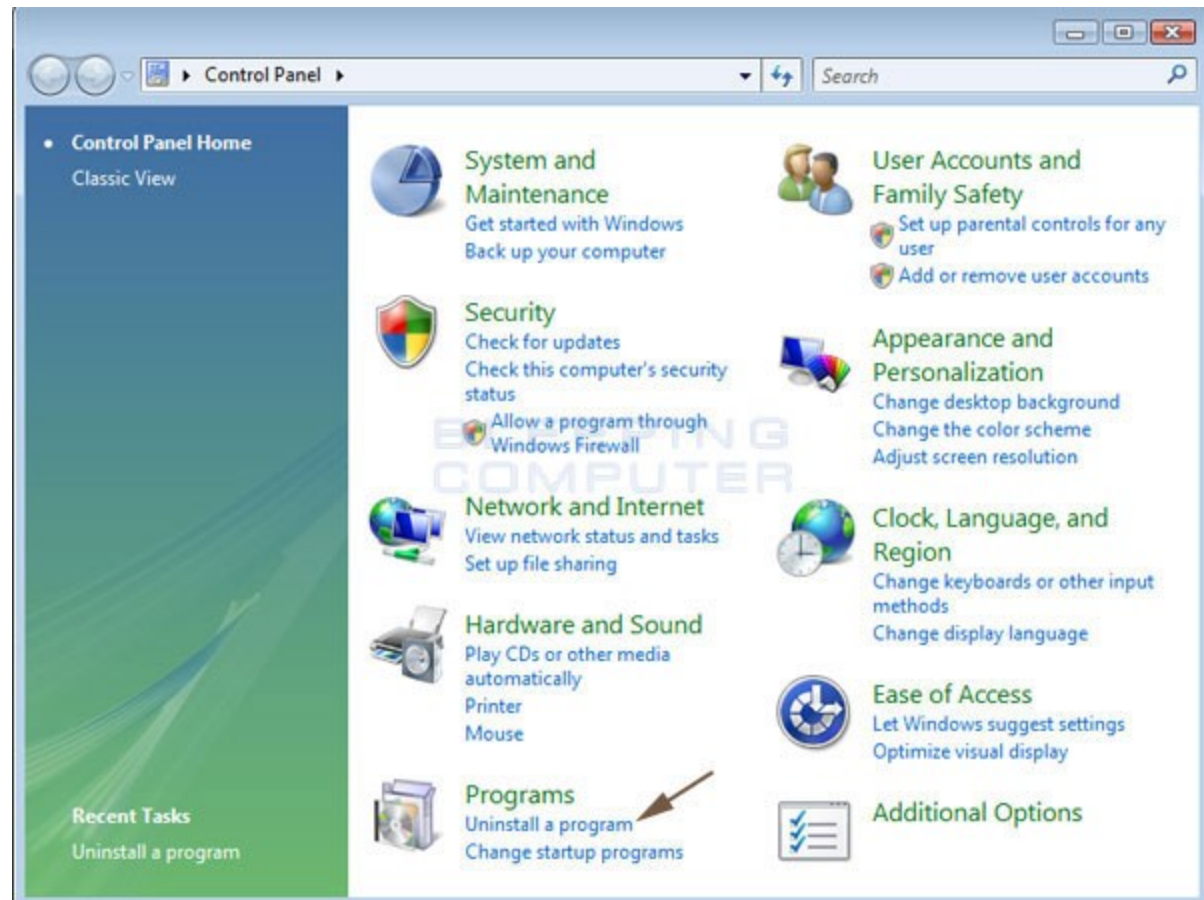 Control Panel
Search
Control Panel Home
Classic View
System and
Maintenance
Get started with Windows
Back up your computer
Security
Check for updates
Check this computer's security
status
Allow a program through
Windows Firewall
Network and Internet
View network status and tasks
Set up file sharing
Hardware and Sound
Play CDs or other media
automatically
Printer
Mouse
Programs
Uninstall a program
Change startup programs
User Accounts and
Family Safety
Set up parental controls for any
user
Add or remove user accounts
Appearance and
Personalization
Change desktop background
Change the color scheme
Adjust screen resolution
Clock, Language, and
Region
Change keyboards or other input
methods
Change display language
Ease of Access
Let Windows suggest settings
Optimize visual display
Additional Options
Recent Tasks
Uninstall a program
BLEEPING
COMPUTER